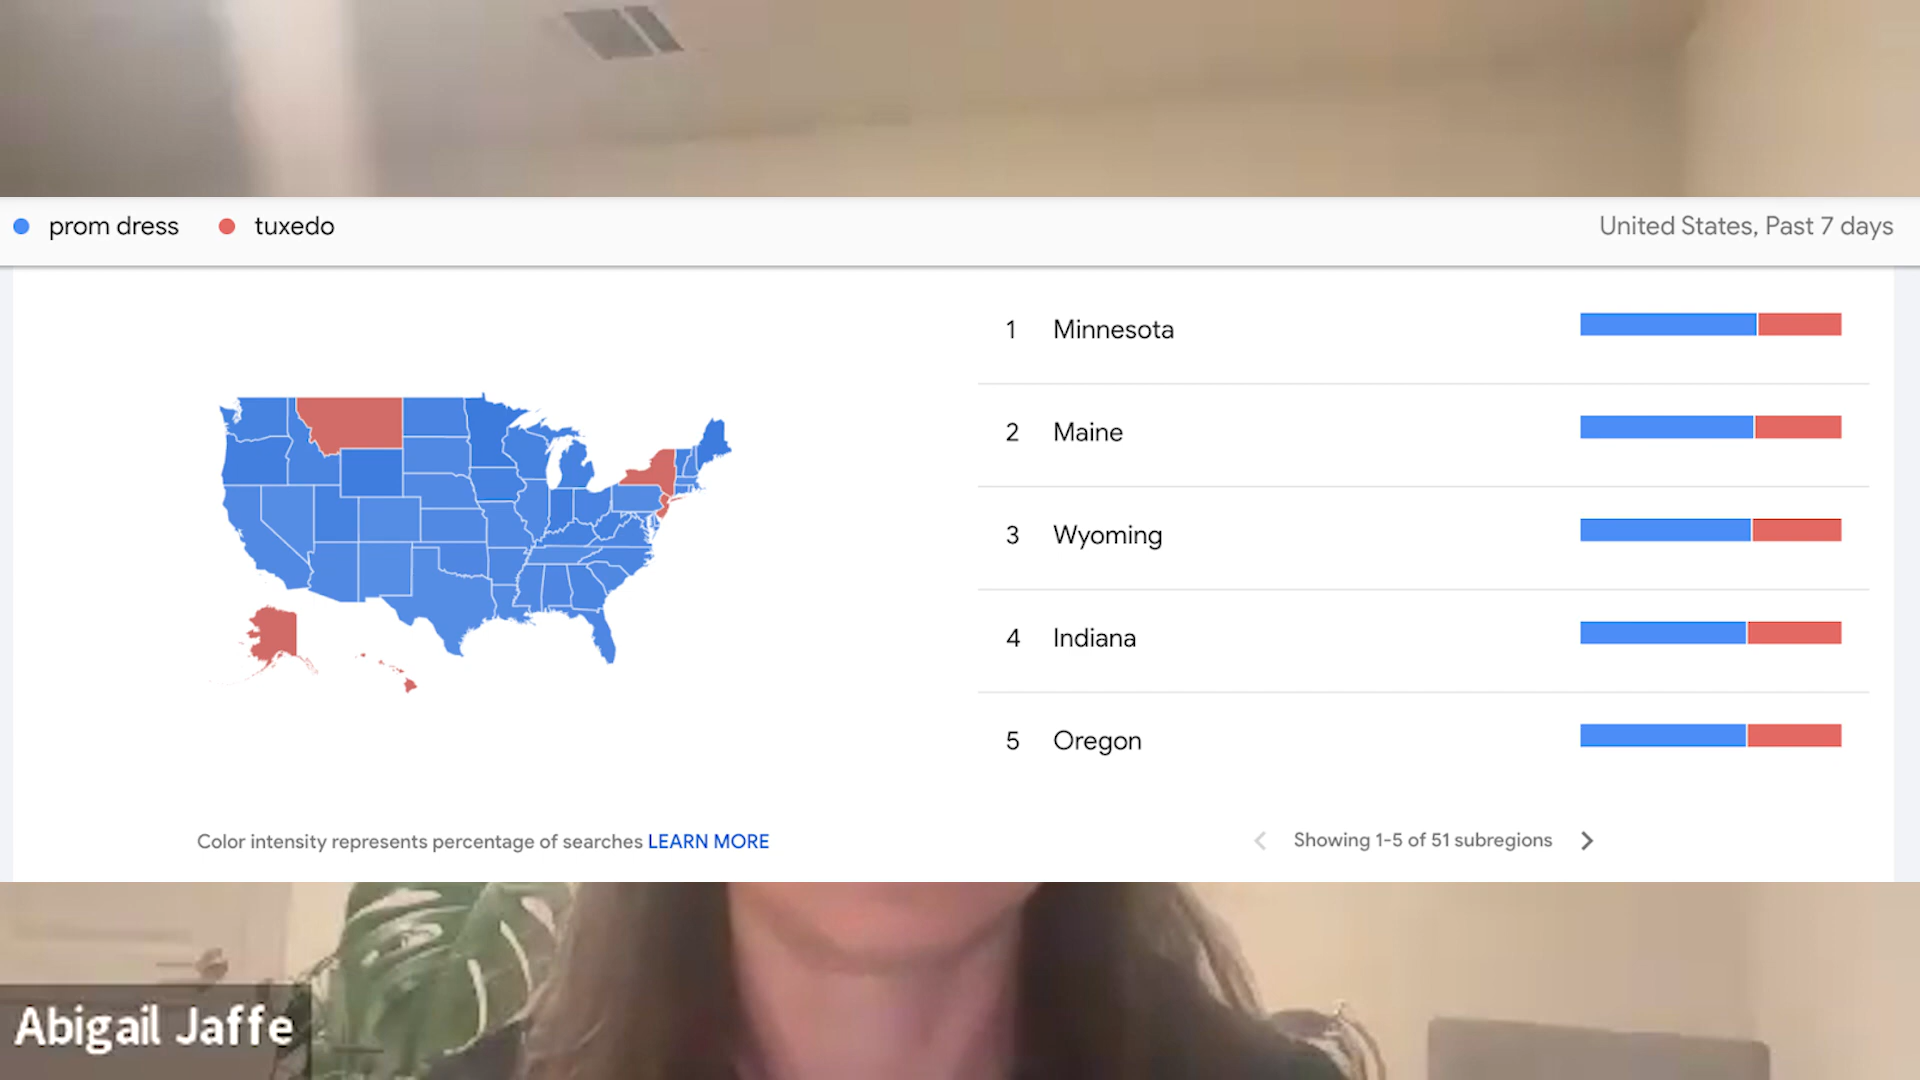 prom dress tuxedo United States, Past 7 days
1 Minnesota
2 Maine
3 Wyoming
4 Indiana
5 Oregon
Color intensity represents percentage of searches LEARN MORE
Showing 1-5 of 51 subregions
Abigail Jaffe